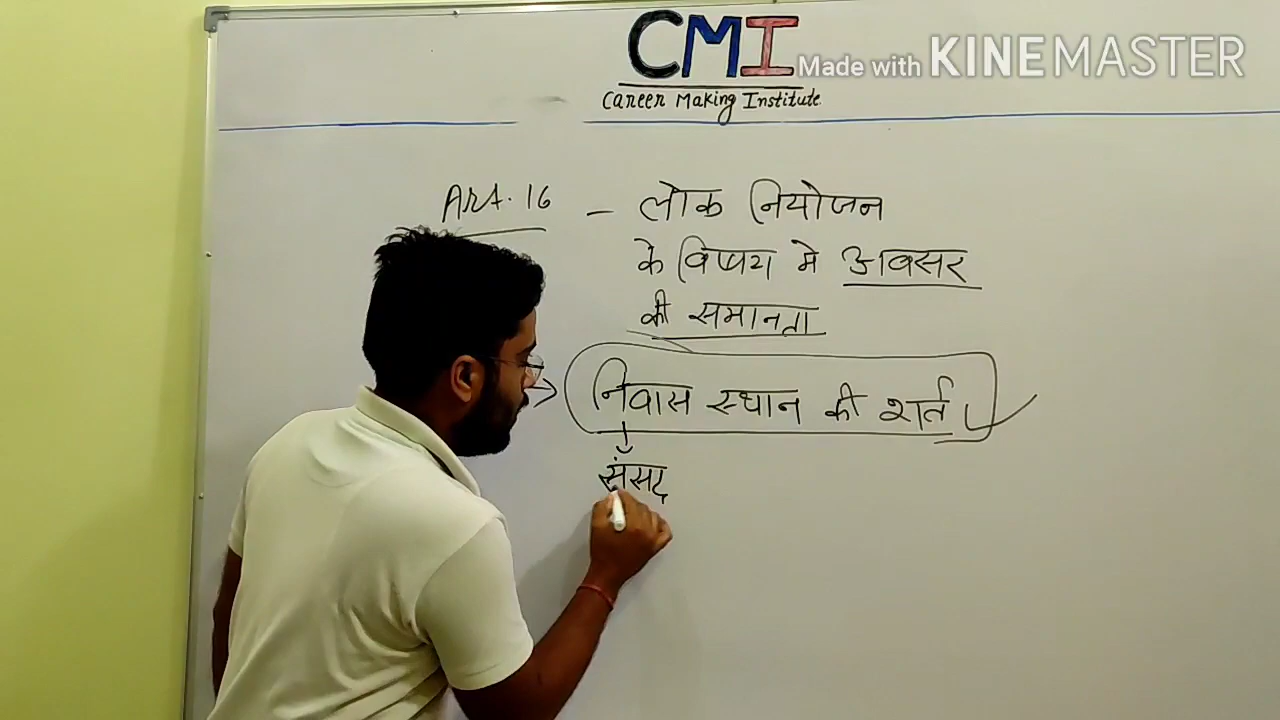 CMI
Made with KINEMASTER
Career Making Institute
Art. 16 - लोक नियोजन
के विषय मे अवसर
की समानता
निवास स्थान की शर्त
संसद